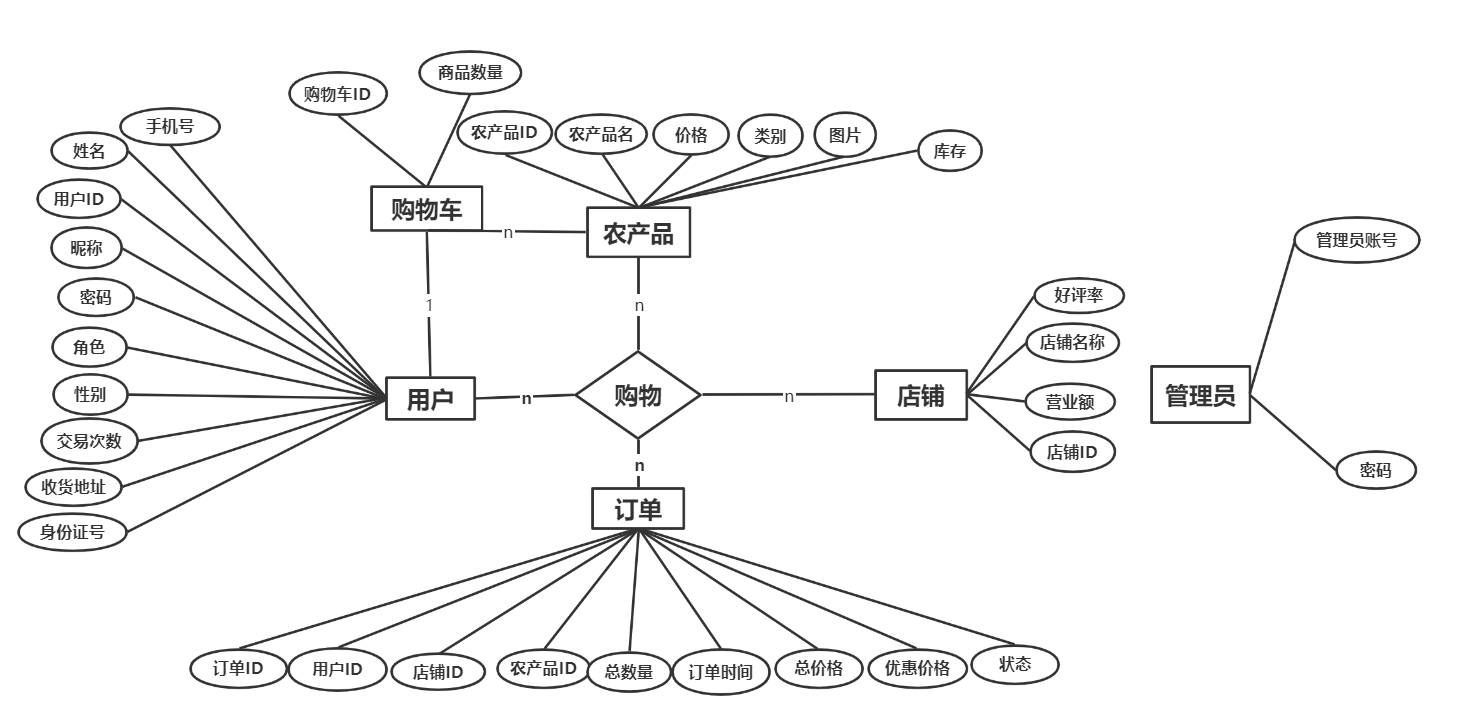 商品数量
购物车ID
手机号
农产品ID
农产品名
价格
类别
图片
库存
姓名
用户ID
购物车
农产品
n
管理员账号
昵称
密码
1
n
好评率
角色
店铺名称
性别
用户
n
购物
n
店铺
管理员
营业额
交易次数
店铺ID
n
密码
收货地址
订单
身份证号
订单ID
用户ID
店铺ID
农产品ID
总数量
订单时间
总价格
优惠价格
状态